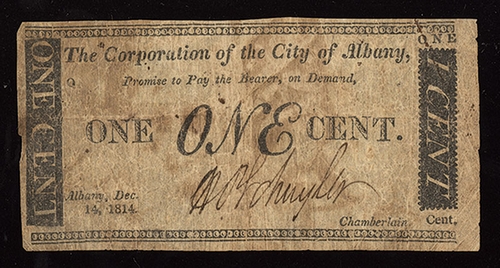 ONE CENT
The Corporation of the City of Albany,
Promise to Pay the Bearer, on Demand,
ONE ONE CENT.
Albany, Dec.
14, 1814.
Chamberlain
ONE
1 CENT
Cent.